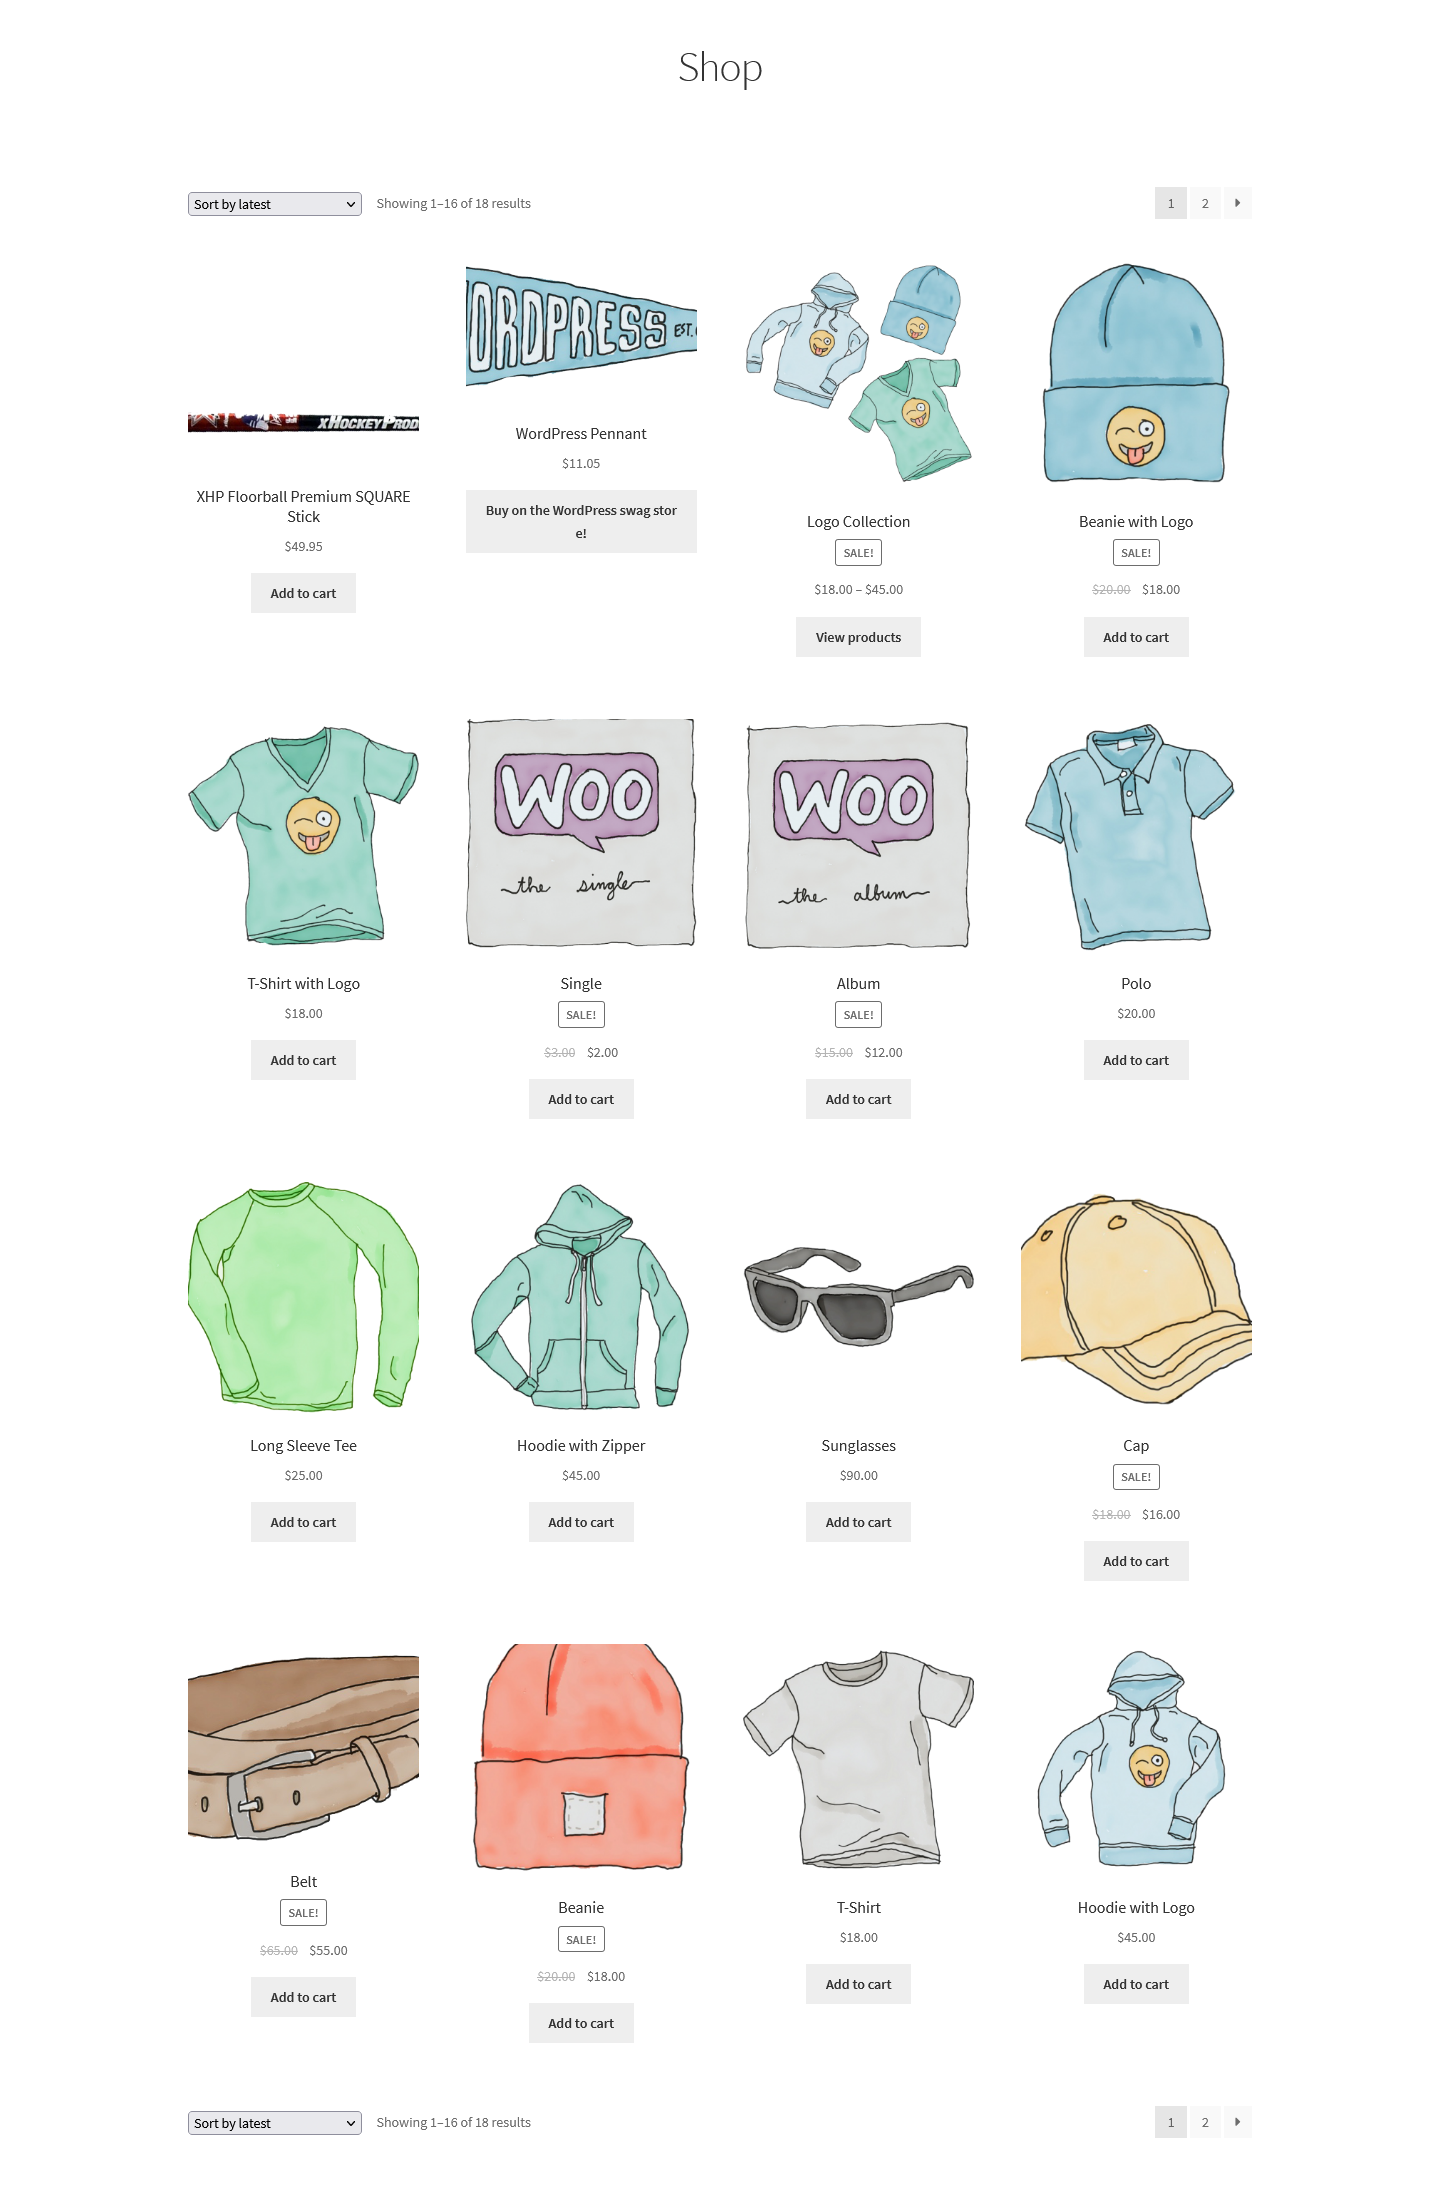 Shop
Sort by latest
Showing 1–16 of 18 results
1 2
ORDPRESS EST.
XHOCKEYPROD
XHP Floorball Premium SQUARE
Stick
$49.95
Add to cart
WordPress Pennant
$11.05
Buy on the WordPress swag stor
e!
Logo Collection
SALE!
$18.00 – $45.00
View products
Beanie with Logo
SALE!
$20.00 $18.00
Add to cart
T-Shirt with Logo
$18.00
Add to cart
WOO
the single
Single
SALE!
$3.00 $2.00
Add to cart
WOO
the album
Album
SALE!
$15.00 $12.00
Add to cart
Polo
$20.00
Add to cart
Long Sleeve Tee
$25.00
Add to cart
Hoodie with Zipper
$45.00
Add to cart
Sunglasses
$90.00
Add to cart
Cap
SALE!
$18.00 $16.00
Add to cart
Belt
SALE!
$65.00 $55.00
Add to cart
Beanie
SALE!
$20.00 $18.00
Add to cart
T-Shirt
$18.00
Add to cart
Hoodie with Logo
$45.00
Add to cart
Sort by latest
Showing 1–16 of 18 results
1 2